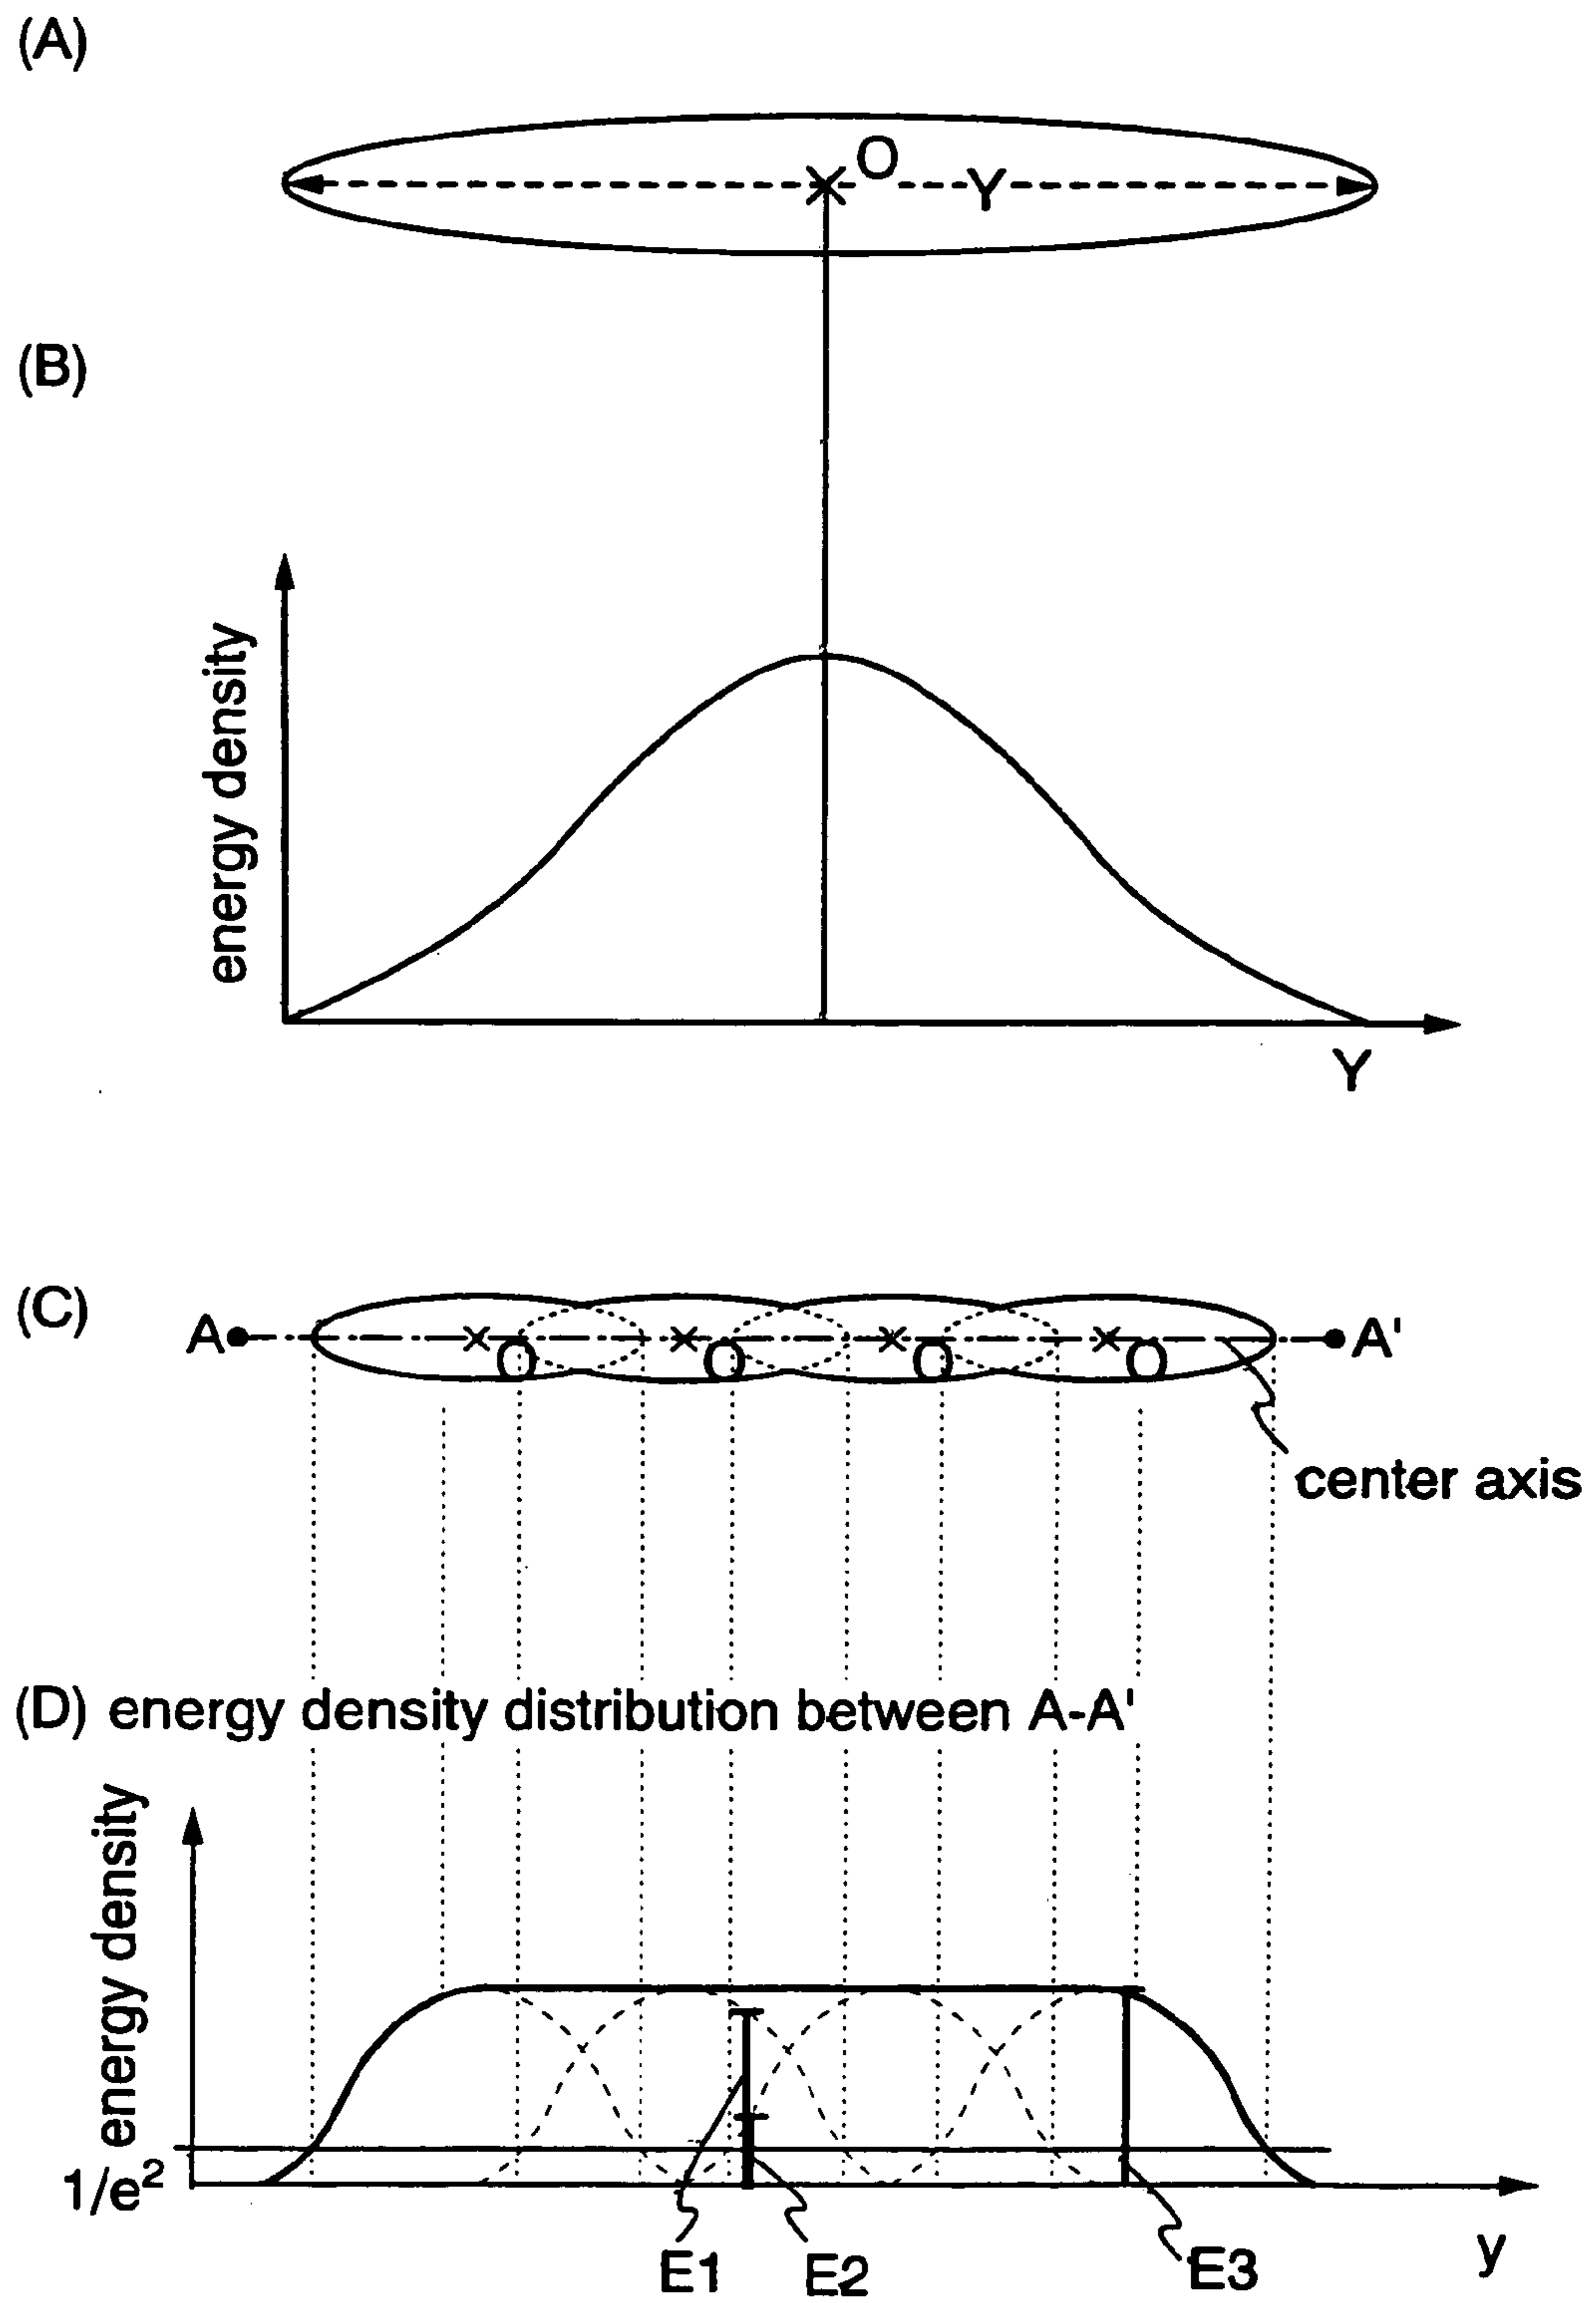 (A)
O
Y
(B)
energy density
Y
(C)
A
A'
O O O O
center axis
(D) energy density distribution between A-A'
energy density
1/e²
E1 E2 E3
y